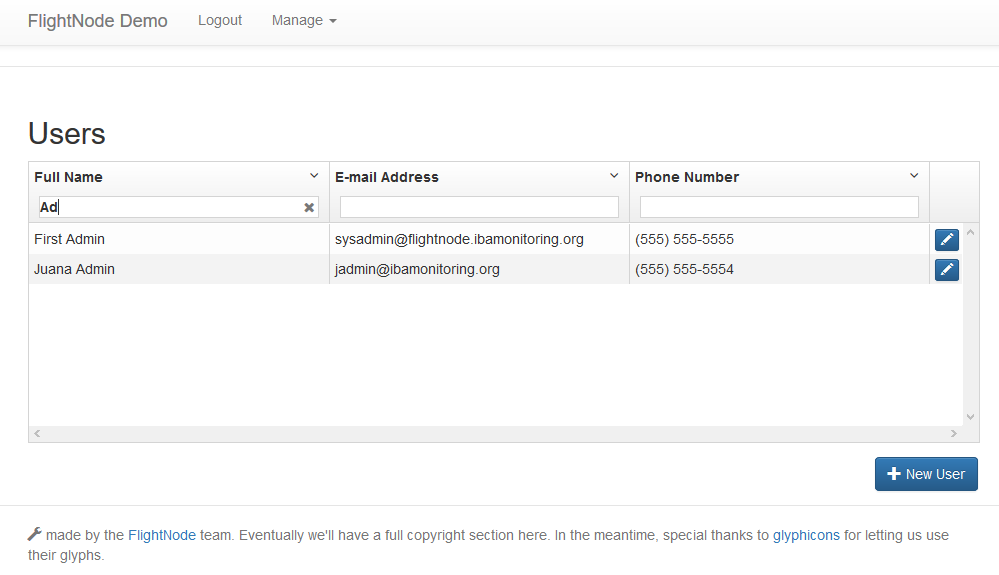 FlightNode Demo Logout Manage
Users
Full Name E-mail Address Phone Number
Ad
First Admin sysadmin@flightnode.ibamonitoring.org (555) 555-5555
Juana Admin jadmin@ibamonitoring.org (555) 555-5554
New User
made by the FlightNode team. Eventually we'll have a full copyright section here. In the meantime, special thanks to glyphicons for letting us use
their glyphs.